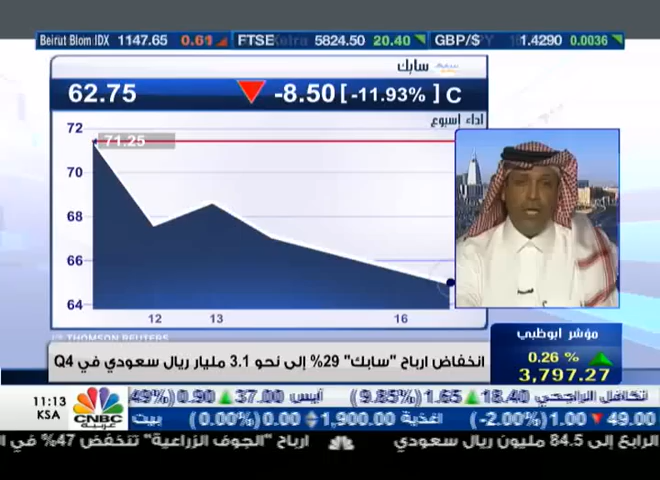 Beirut Blom IDX 1147.65 0.61 FTSE 5824.50 20.40 GBP/$ 1.4290 0.0036
سابك
62.75 -8.50 [ -11.93% ] C
اداء إسبوع
72
71.25
70
68
66
64
12 13 16
THOMSON REUTERS
مؤشر ابوظبي
0.26 %
3,797.27
انخفاض ارباح "سابك" 29% إلى نحو 3.1 مليار ريال سعودي في Q4
11:13
KSA
CNBC
عربية
تكافل الراجحي 18.40 1.65 (9.85%) آيس 37.00 0.90 49%)
49.00 1.00 (-2.00%) اغذية 1,900.00 0.00 (0.00%) بيت
الرابع إلى 84.5 مليون ريال سعودي ارباح "الجوف الزراعية" تنخفض 47% في